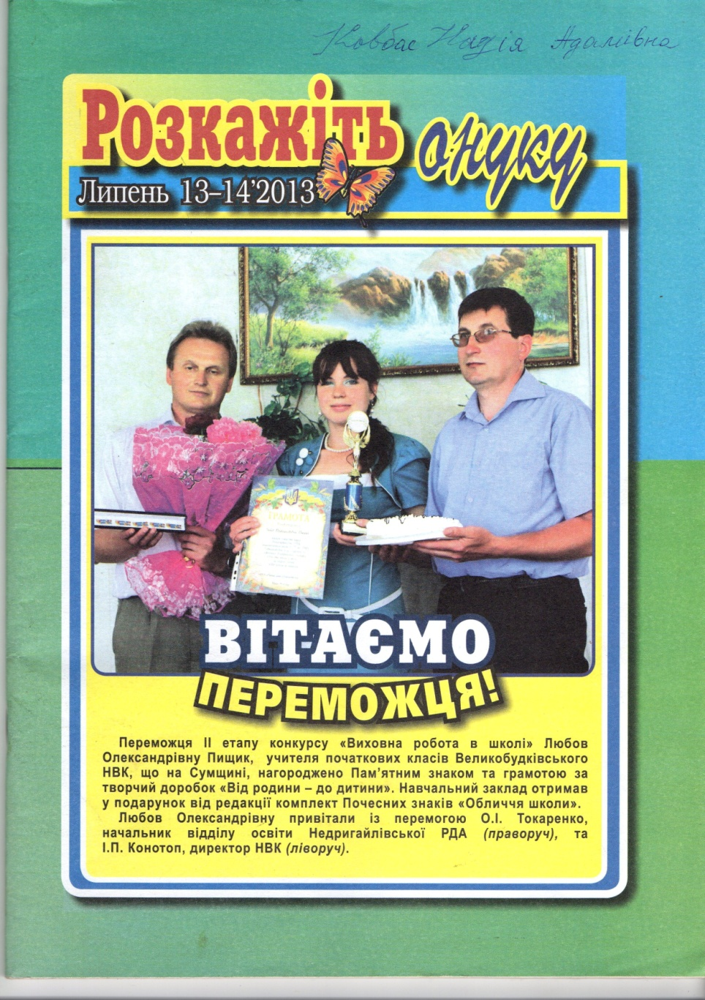 Ковбас Надія Адамівна
Розкажіть онуку
Липень 13–14'2013
ГРАМОТА
ВІТАЄМО
ПЕРЕМОЖЦЯ!
Переможця ІІ етапу конкурсу «Виховна робота в школі» Любов
Олександрівну Пищик, учителя початкових класів Великобудківського
НВК, що на Сумщині, нагороджено Пам'ятним знаком та грамотою за
творчий доробок «Від родини – до дитини». Навчальний заклад отримав
у подарунок від редакції комплект Почесних знаків «Обличчя школи».
Любов Олександрівну привітали із перемогою О.І. Токаренко,
начальник відділу освіти Недригайлівської РДА (праворуч), та
І.П. Конотоп, директор НВК (ліворуч).